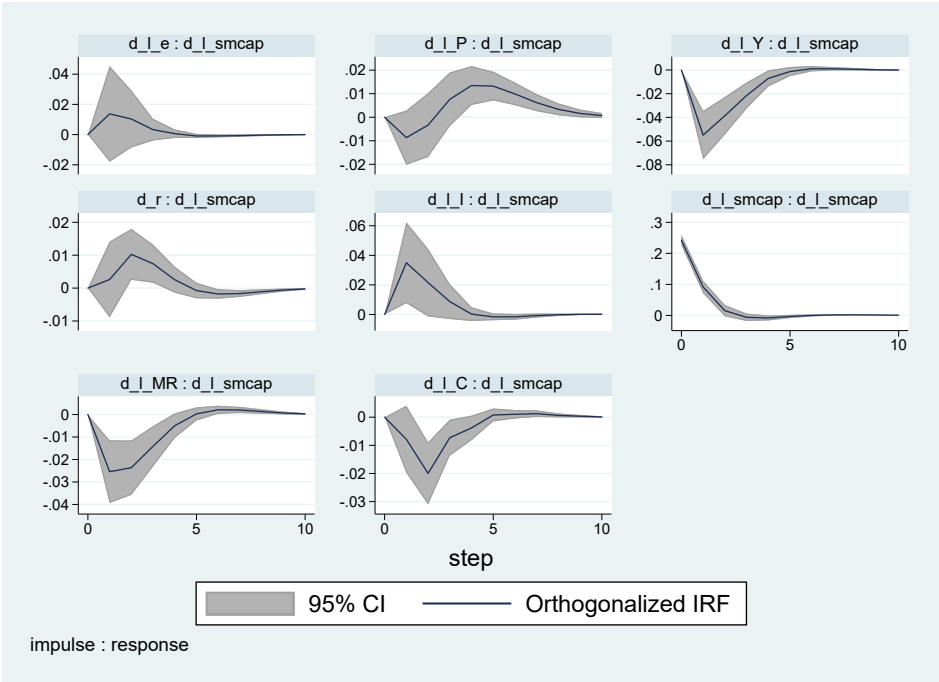 d_l_e : d_l_smcap
d_l_P : d_l_smcap
d_l_Y : d_l_smcap
.04
.02
0
-.02
.02
.01
0
-.01
-.02
0
-.02
-.04
-.06
-.08
d_r : d_l_smcap
d_l_I : d_l_smcap
d_l_smcap : d_l_smcap
.02
.01
0
-.01
.06
.04
.02
0
.3
.2
.1
0
0 5 10
d_l_MR : d_l_smcap
d_l_C : d_l_smcap
0
-.01
-.02
-.03
-.04
0 5 10
0
-.01
-.02
-.03
0 5 10
step
95% CI Orthogonalized IRF
impulse : response